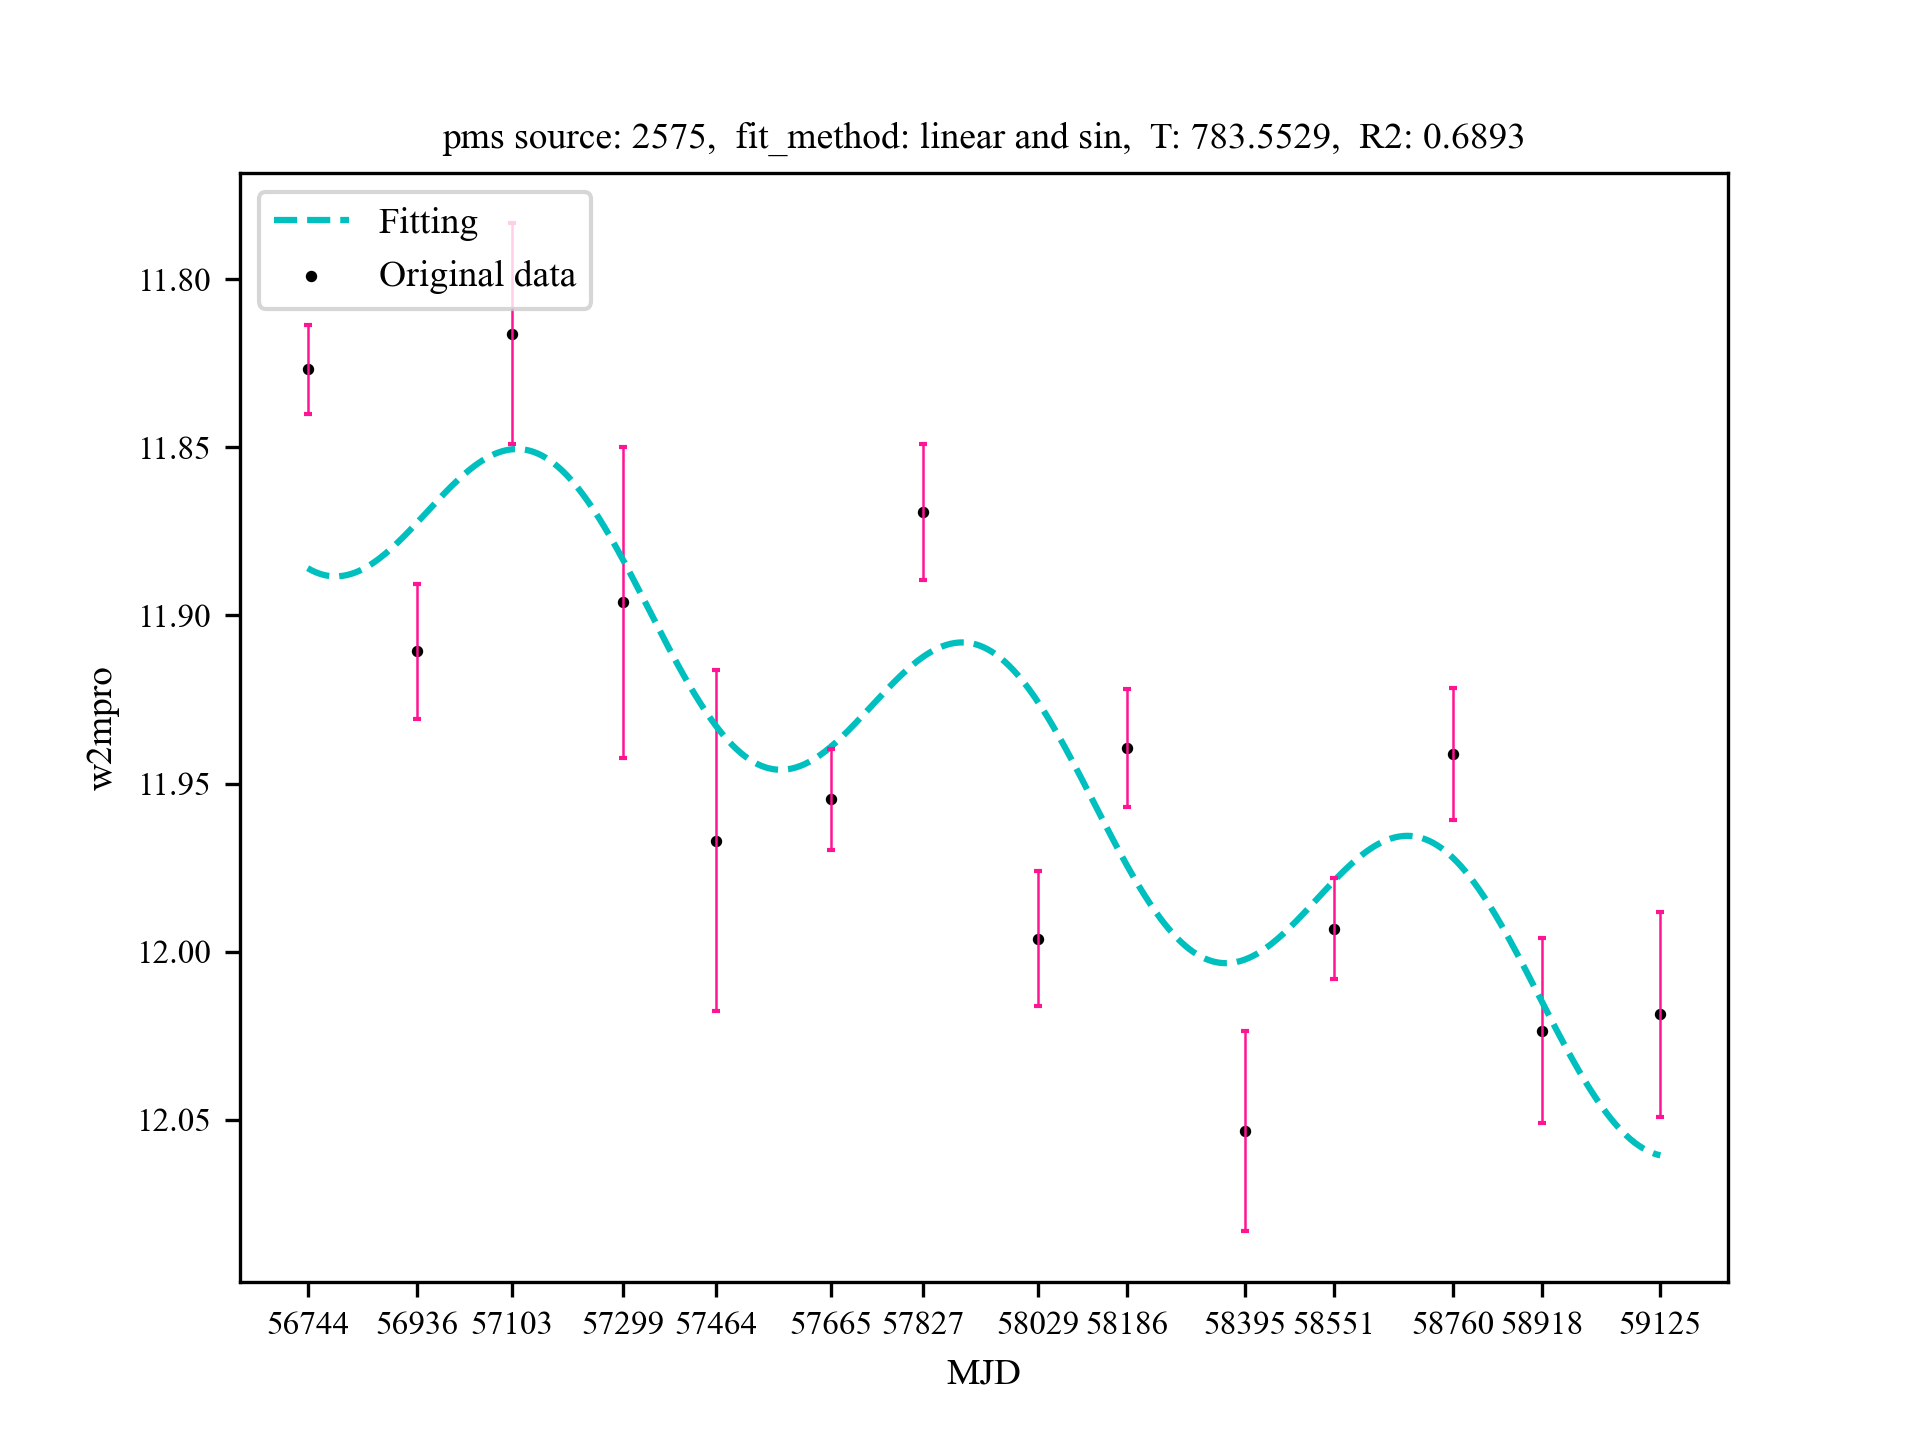 pms source: 2575,  fit_method: linear and sin,  T: 783.5529,  R2: 0.6893
Fitting
Original data
11.80
11.85
11.90
11.95
12.00
12.05
w2mpro
56744 56936 57103 57299 57464 57665 57827 58029 58186 58395 58551 58760 58918 59125
MJD